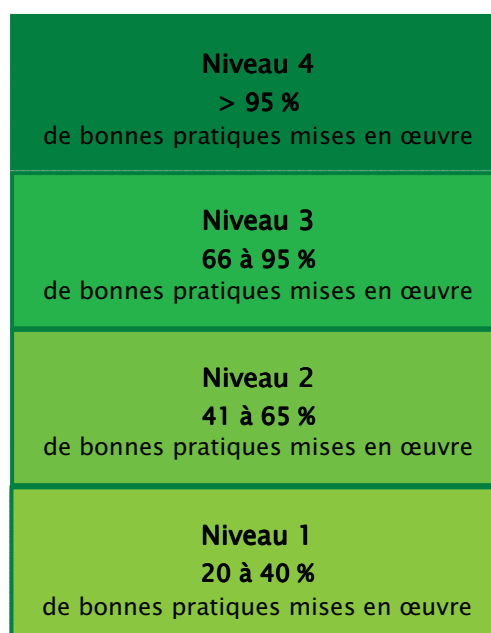 Niveau 4
> 95 %
de bonnes pratiques mises en œuvre
Niveau 3
66 à 95 %
de bonnes pratiques mises en œuvre
Niveau 2
41 à 65 %
de bonnes pratiques mises en œuvre
Niveau 1
20 à 40 %
de bonnes pratiques mises en œuvre